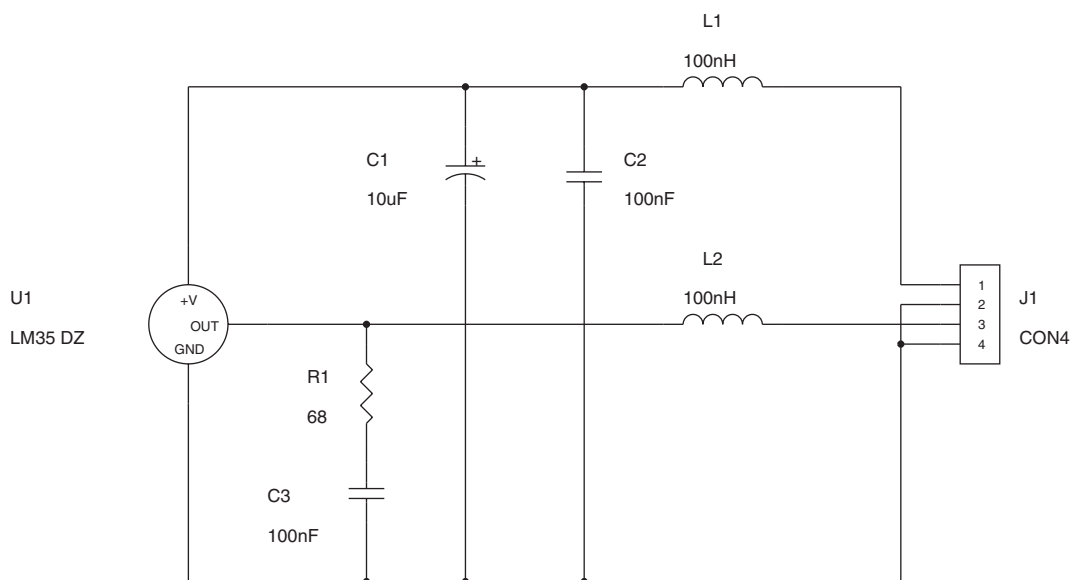 L1
100nH
C1
+
10uF
C2
100nF
L2
100nH
U1
LM35 DZ
+V
OUT
GND
1
2
3
4
J1
CON4
R1
68
C3
100nF